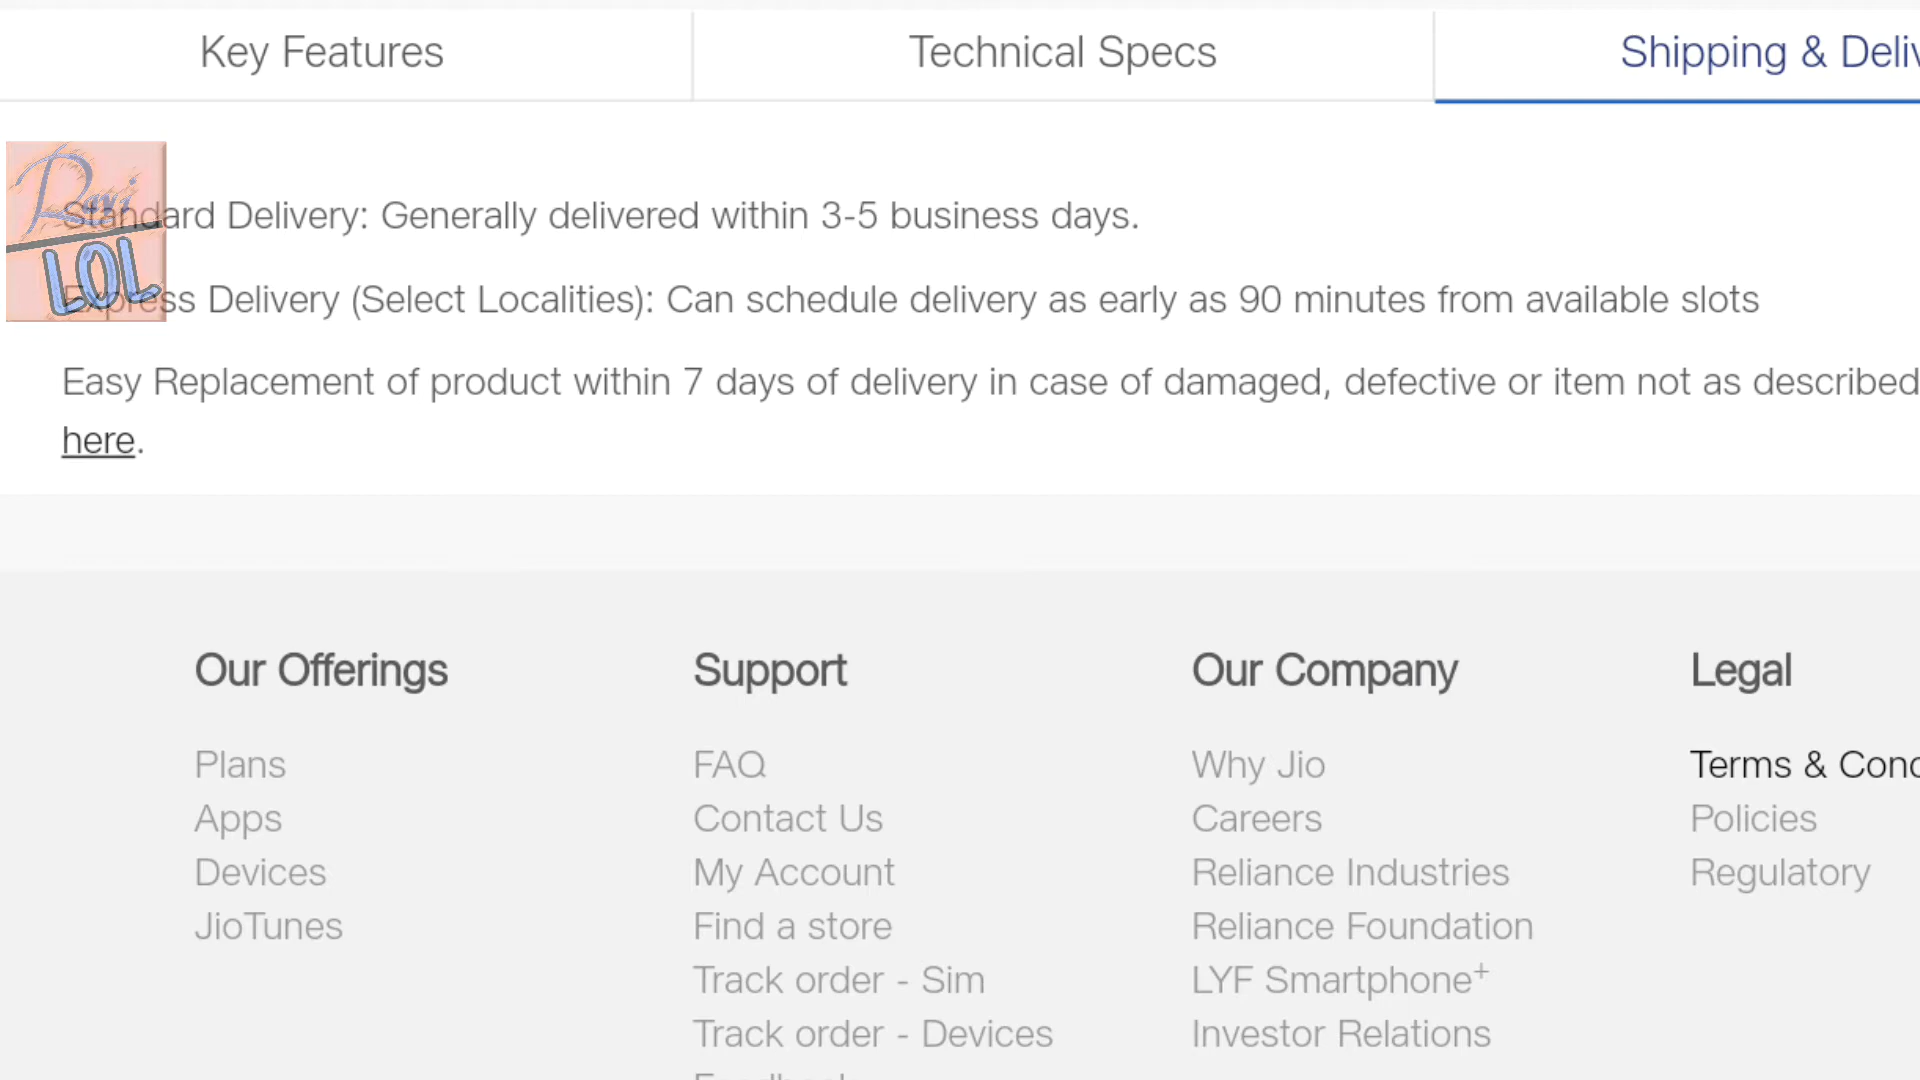 Key Features
Technical Specs
Shipping & Deliv
Ravi
LOL
Standard Delivery: Generally delivered within 3-5 business days.
Express Delivery (Select Localities): Can schedule delivery as early as 90 minutes from available slots
Easy Replacement of product within 7 days of delivery in case of damaged, defective or item not as described
here.
Our Offerings
Plans
Apps
Devices
JioTunes
Support
FAQ
Contact Us
My Account
Find a store
Track order - Sim
Track order - Devices
Our Company
Why Jio
Careers
Reliance Industries
Reliance Foundation
LYF Smartphone+
Investor Relations
Legal
Terms & Cond
Policies
Regulatory